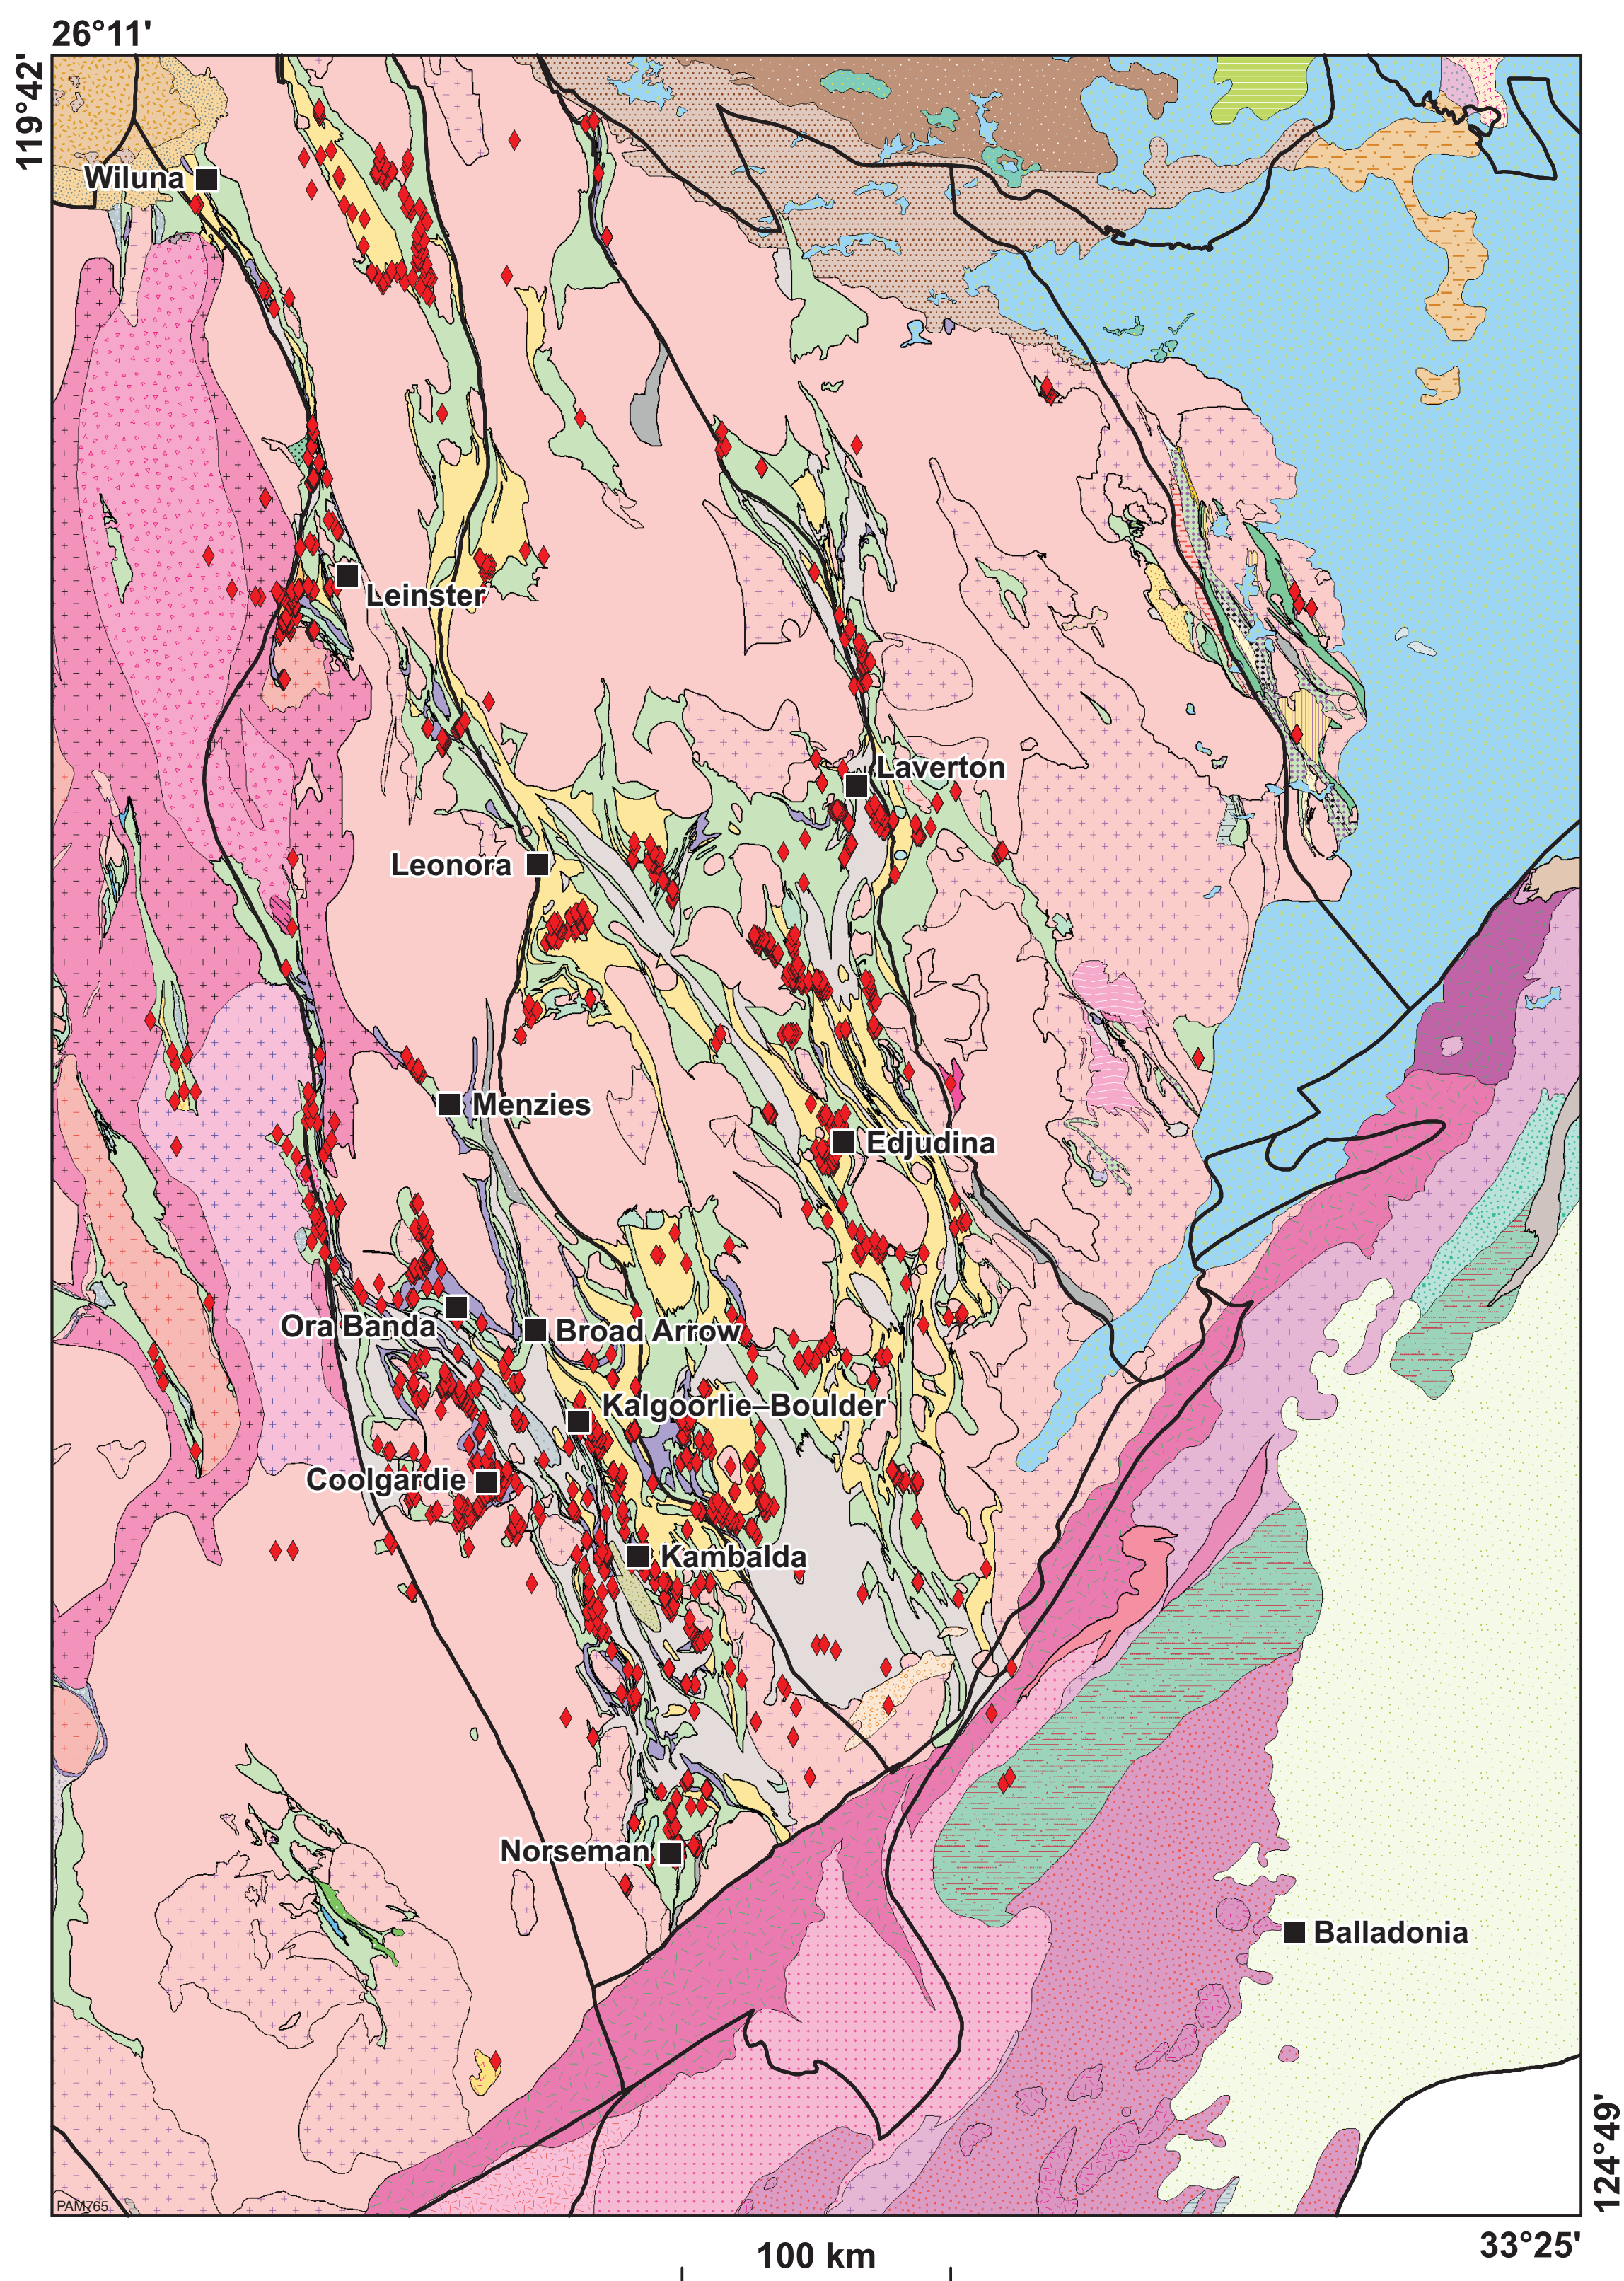 26°11'
119°42'
Wiluna
Leinster
Laverton
Leonora
Menzies
Edjudina
Ora Banda
Broad Arrow
Kalgoorlie–Boulder
Coolgardie
Kambalda
Norseman
Balladonia
124°49'
PAM765
33°25'
100 km